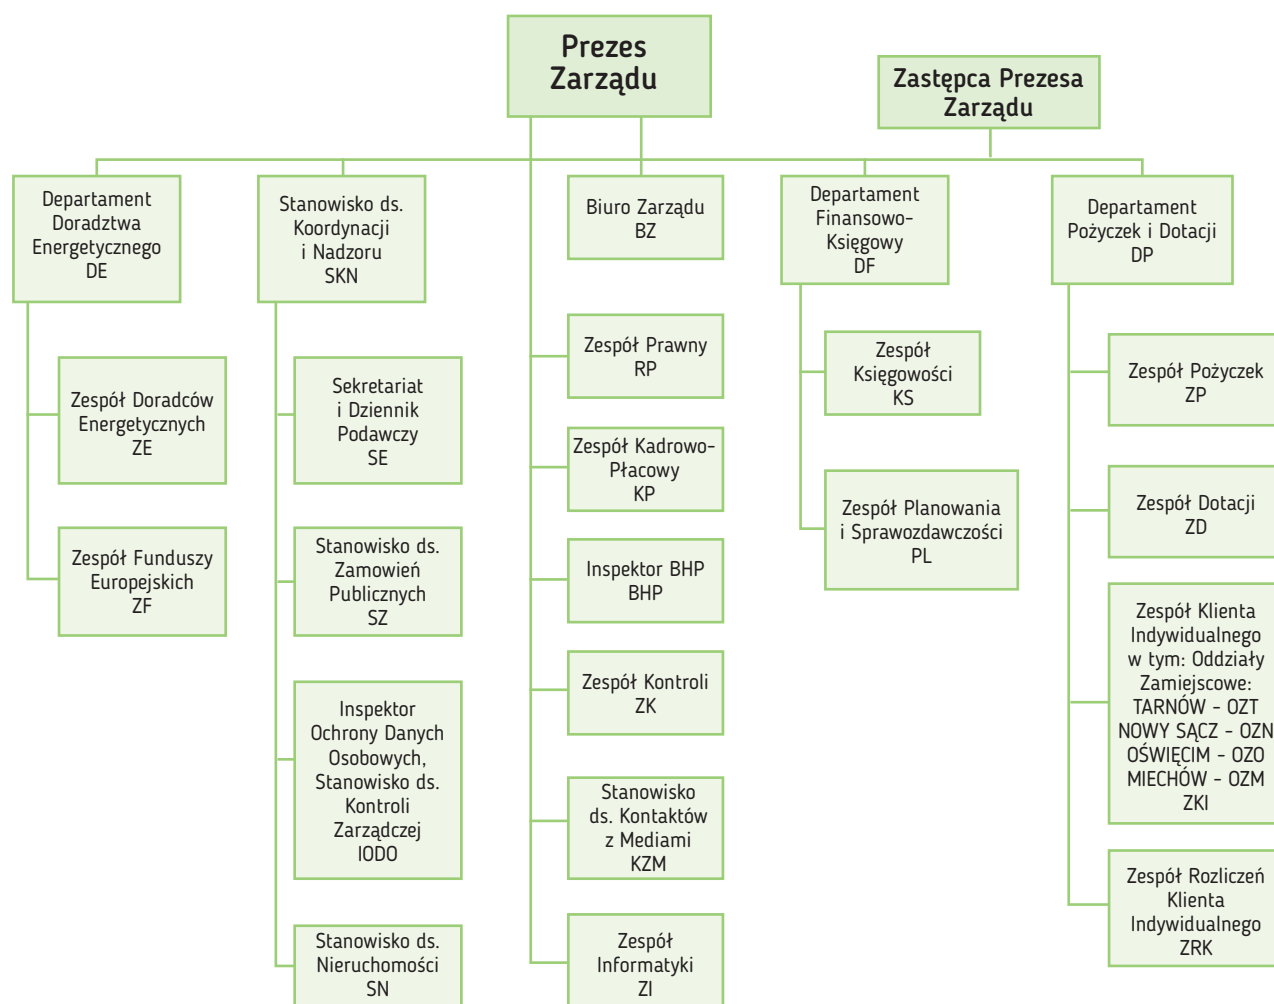 Prezes
Zarządu
Zastępca Prezesa
Zarządu
Departament
Doradztwa
Energetycznego
DE
Zespół Doradców
Energetycznych
ZE
Zespół Funduszy
Europejskich
ZF
Stanowisko ds.
Koordynacji
i Nadzoru
SKN
Sekretariat
i Dziennik
Podawczy
SE
Stanowisko ds.
Zamowień
Publicznych
SZ
Inspektor
Ochrony Danych
Osobowych,
Stanowisko ds.
Kontroli
Zarządczej
IODO
Stanowisko ds.
Nieruchomości
SN
Biuro Zarządu
BZ
Zespół Prawny
RP
Zespół Kadrowo-
Płacowy
KP
Inspektor BHP
BHP
Zespół Kontroli
ZK
Stanowisko
ds. Kontaktów
z Mediami
KZM
Zespół
Informatyki
ZI
Departament
Finansowo-
Księgowy
DF
Zespół
Księgowości
KS
Zespół Planowania
i Sprawozdawczości
PL
Departament
Pożyczek i Dotacji
DP
Zespół Pożyczek
ZP
Zespół Dotacji
ZD
Zespół Klienta
Indywidualnego
w tym: Oddziały
Zamiejscowe:
TARNÓW - OZT
NOWY SĄCZ - OZN
OŚWIĘCIM - OZO
MIECHÓW - OZM
ZKI
Zespół Rozliczeń
Klienta
Indywidualnego
ZRK